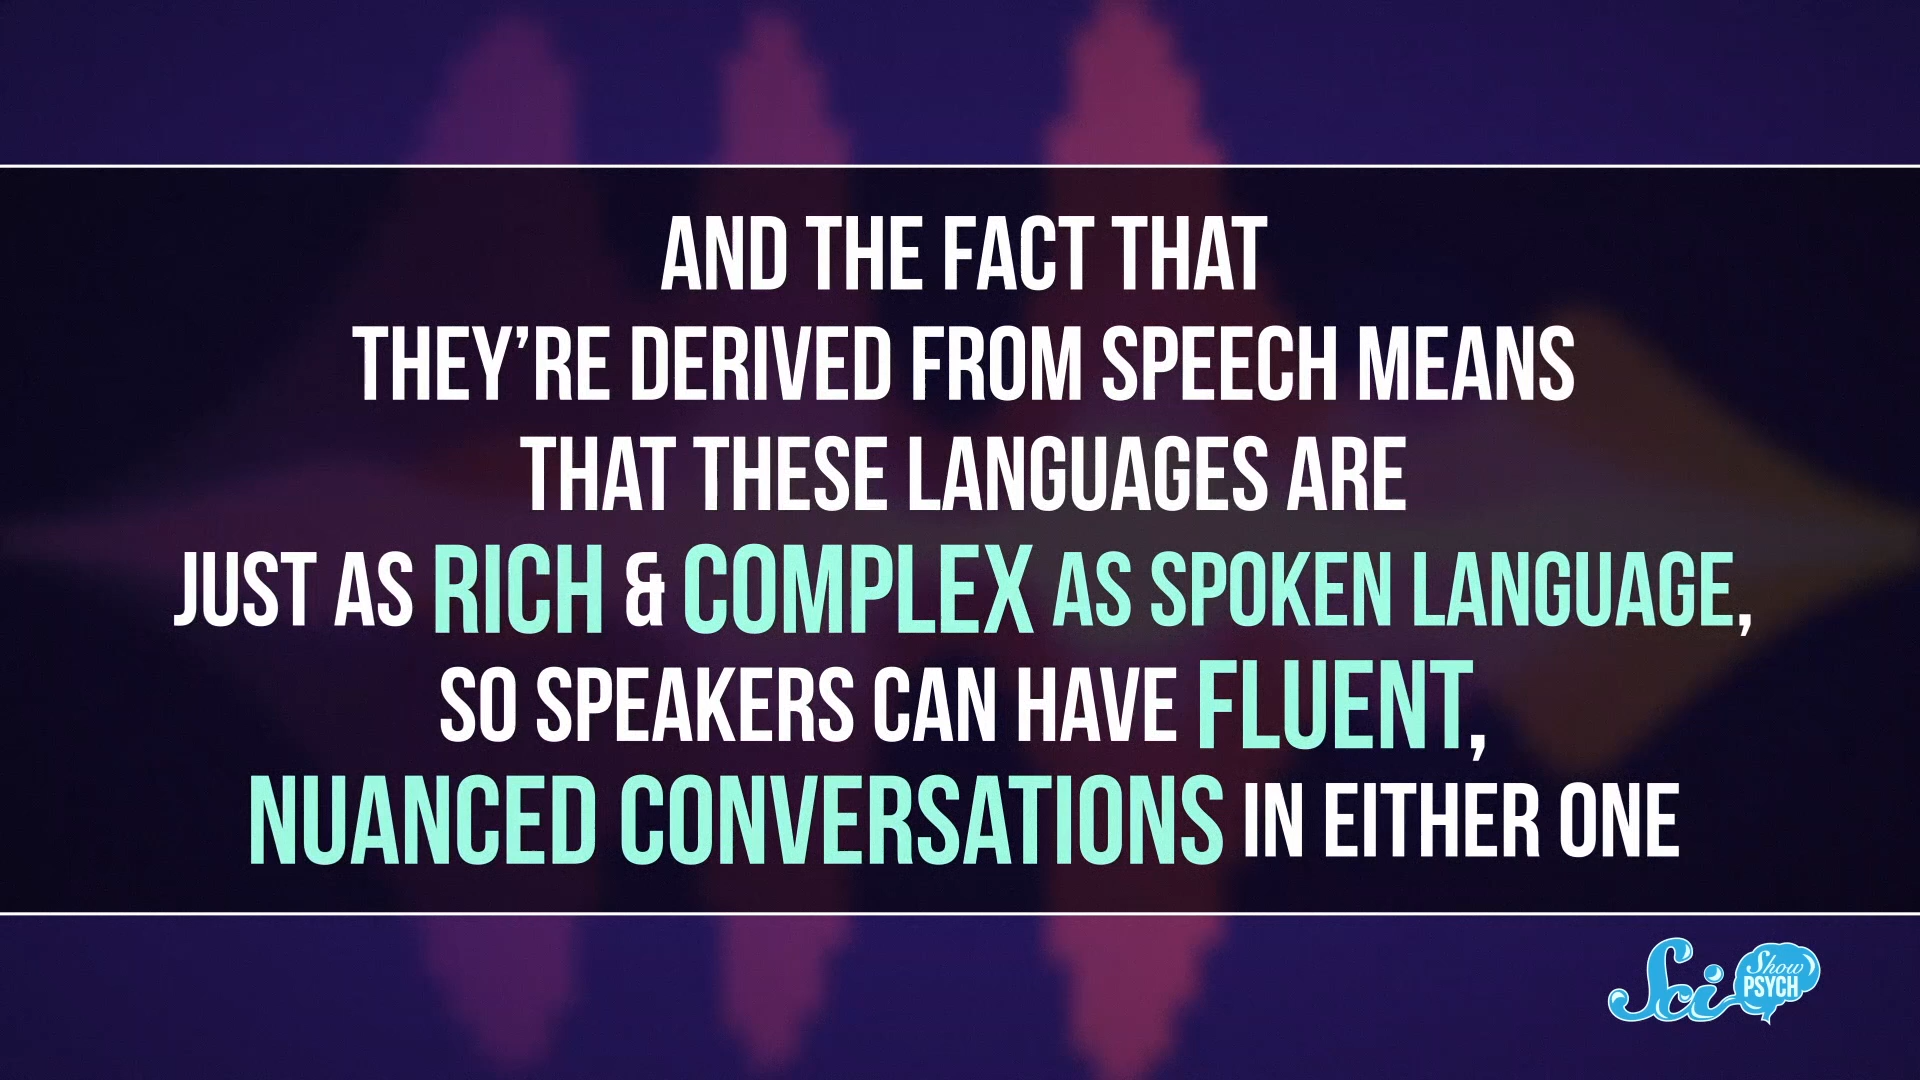 AND THE FACT THAT
THEY’RE DERIVED FROM SPEECH MEANS
THAT THESE LANGUAGES ARE
JUST AS RICH & COMPLEX AS SPOKEN LANGUAGE,
SO SPEAKERS CAN HAVE FLUENT,
NUANCED CONVERSATIONS IN EITHER ONE
Sci Show
PSYCH